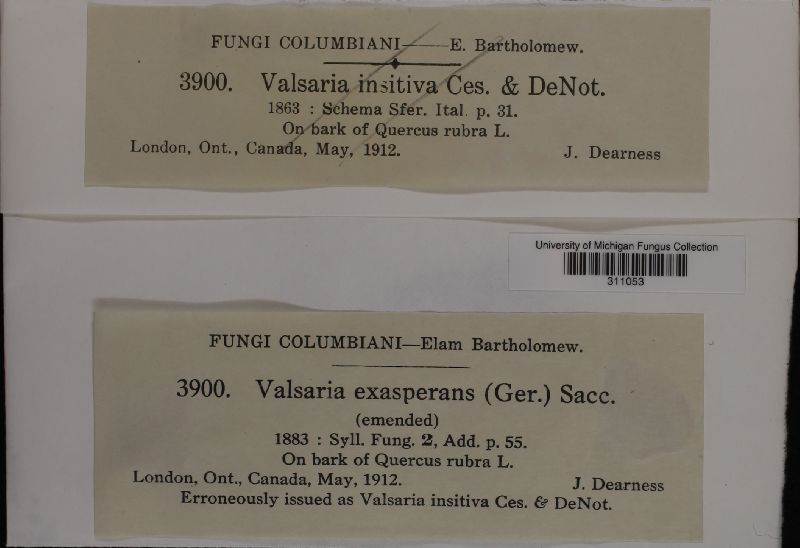 FUNGI COLUMBIANI—E. Bartholomew.
3900. Valsaria insitiva Ces. & DeNot.
1863 : Schema Sfer. Ital. p. 31.
On bark of Quercus rubra L.
London, Ont., Canada, May, 1912. J. Dearness
University of Michigan Fungus Collection
311053
FUNGI COLUMBIANI—Elam Bartholomew.
3900. Valsaria exasperans (Ger.) Sacc.
(emended)
1883 : Syll. Fung. 2, Add. p. 55.
On bark of Quercus rubra L.
London, Ont., Canada, May, 1912. J. Dearness
Erroneously issued as Valsaria insitiva Ces. & DeNot.